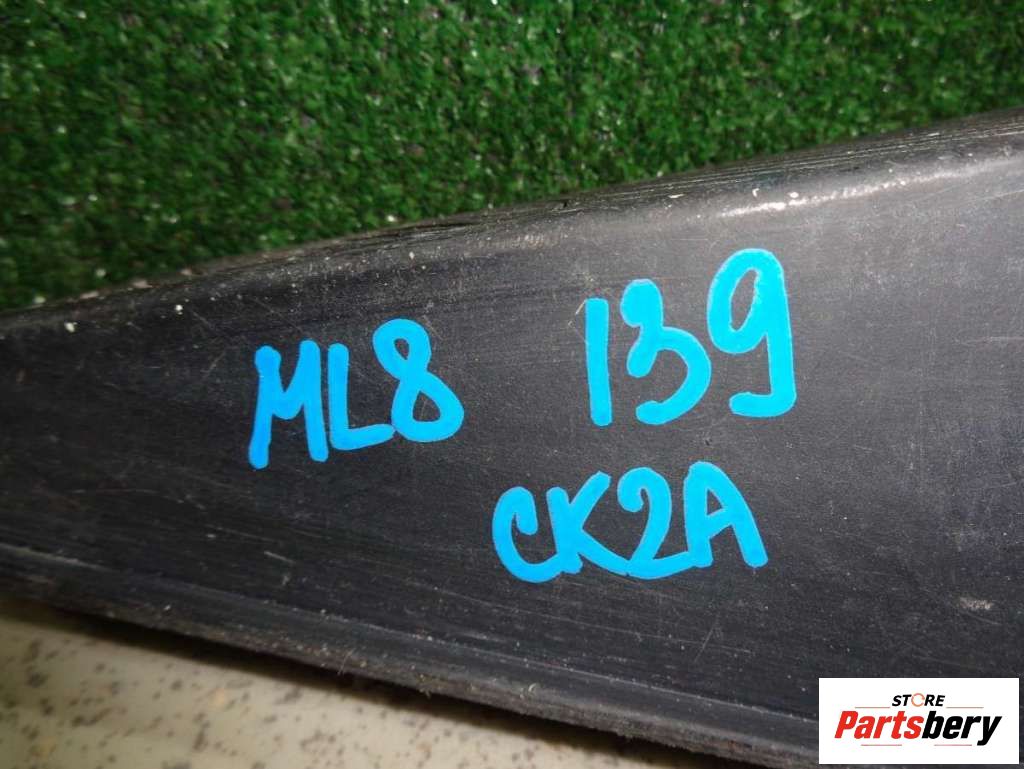 ML8 139
CK2A
STORE
Partsbery